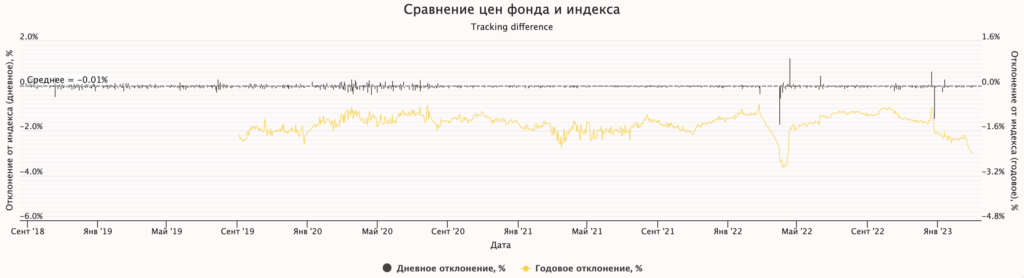 Сравнение цен фонда и индекса
Tracking difference
Отклонение от индекса (дневное), %
2.0%
0.0%
−2.0%
−4.0%
−6.0%
Среднее = −0.01%
1.6%
0.0%
−1.6%
−3.2%
−4.8%
Отклонение от индекса (годовое), %
Сент '18 Янв '19 Май '19 Сент '19 Янв '20 Май '20 Сент '20 Янв '21 Май '21 Сент '21 Янв '22 Май '22 Сент '22 Янв '23
Дата
Дневное отклонение, % Годовое отклонение, %